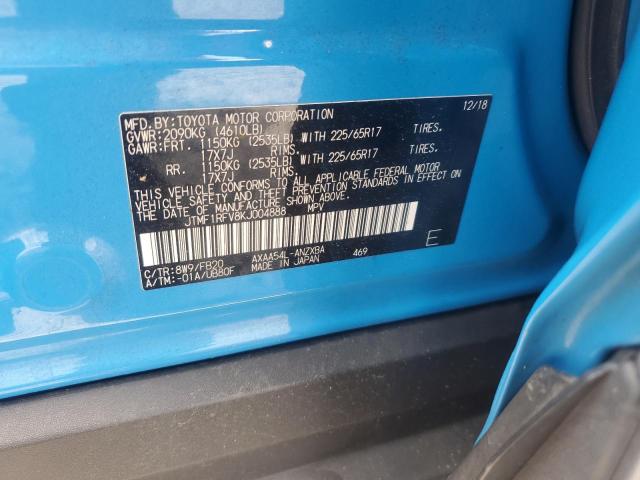 MFD.BY:TOYOTA MOTOR CORPORATION 12/18
GVWR:2090KG (4610LB)
GAWR:FRT. 1150KG (2535LB) WITH 225/65R17 TIRES.
17X7J RIMS.
RR. 1150KG (2535LB) WITH 225/65R17 TIRES.
17X7J RIMS.
THIS VEHICLE CONFORMS TO ALL APPLICABLE FEDERAL MOTOR
VEHICLE SAFETY AND THEFT PREVENTION STANDARDS IN EFFECT ON
THE DATE OF MANUFACTURE SHOWN ABOVE.
JTMF1RFV8KJ004888 MPV
E
C/TR:8W9/FB20 AXAA54L-ANZXBA 469
A/TM:-01A/UB80F MADE IN JAPAN